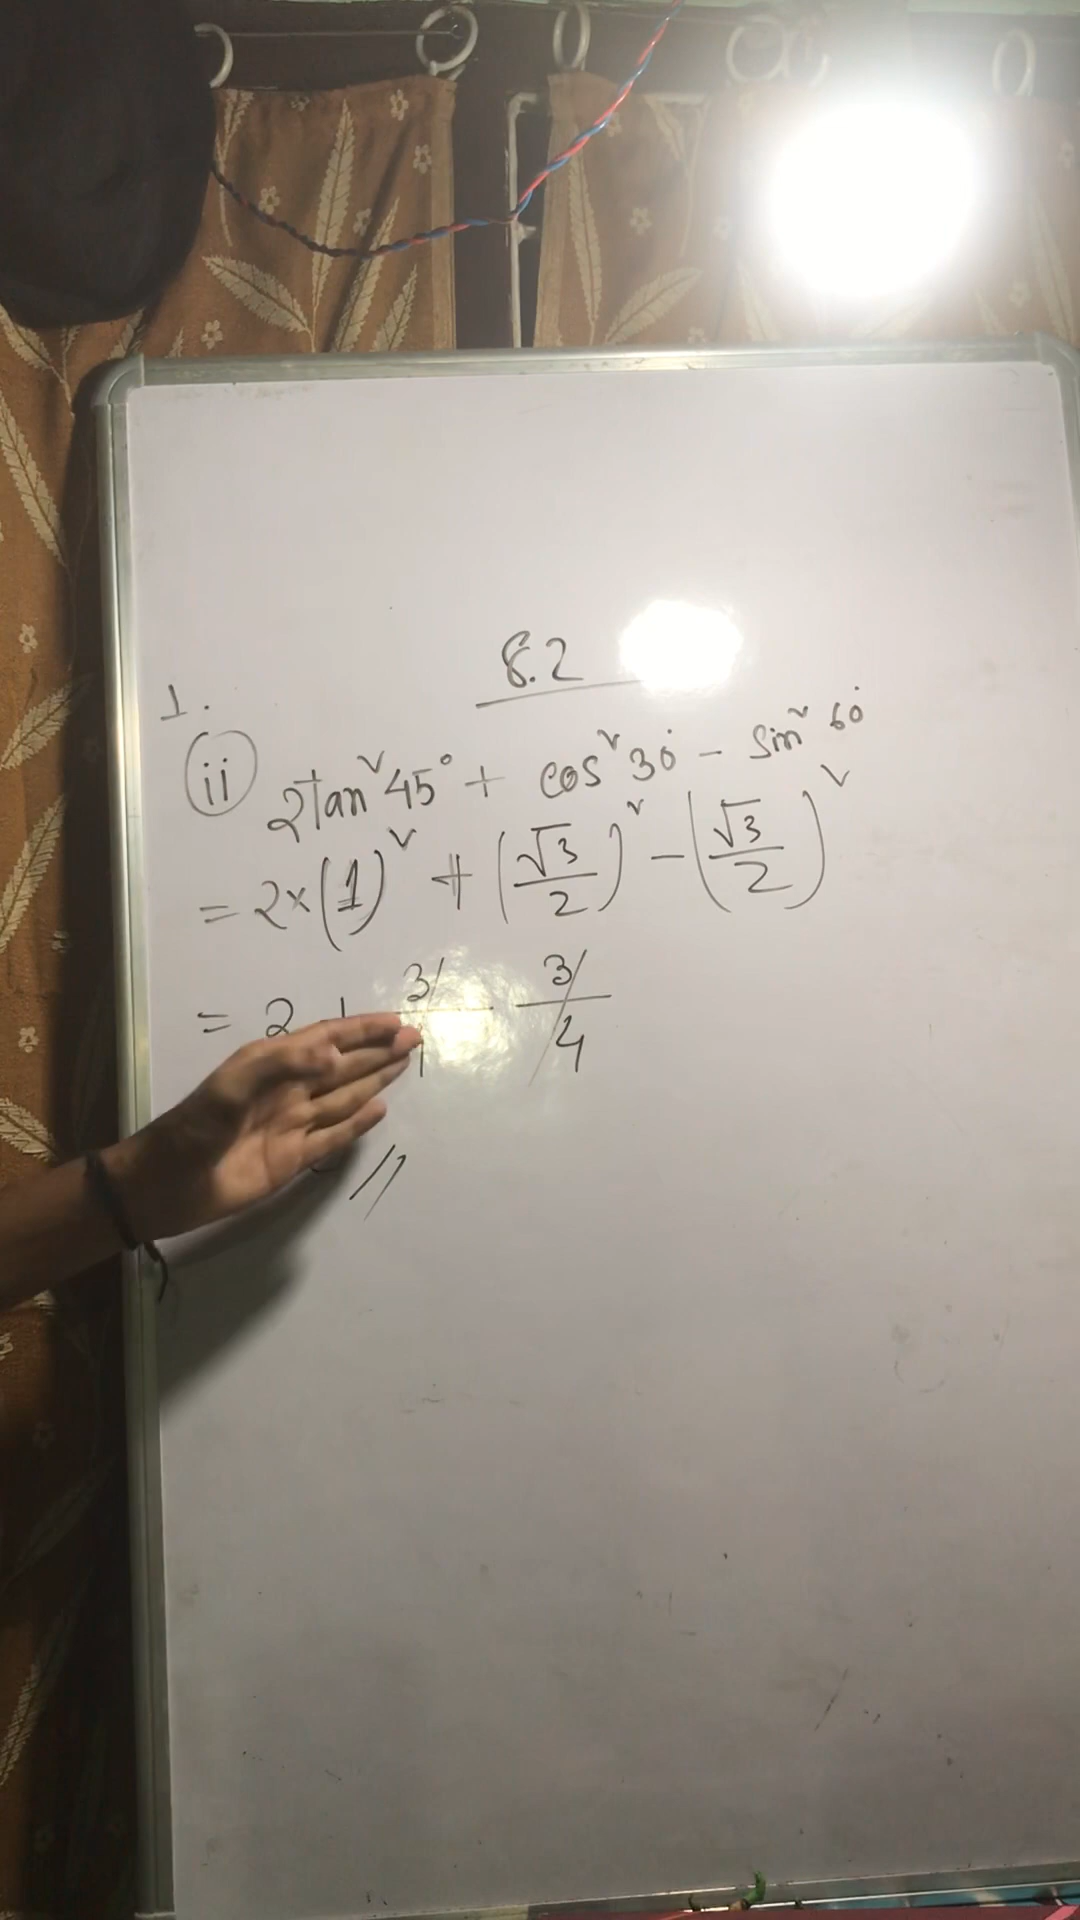 8.2
1.
(ii) 2tan²45° + cos²30° - sin²60°
= 2×(1)² + (√3/2)² - (√3/2)²
= 2 + 3/4 3/4
//